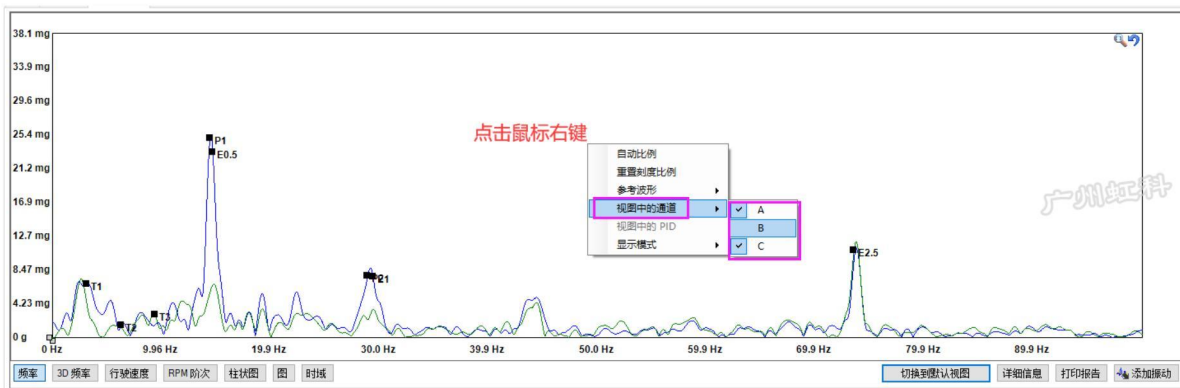 38.1 mg
33.9 mg
29.6 mg
25.4 mg
21.2 mg
16.9 mg
12.7 mg
8.47 mg
4.23 mg
0 g
P1
E0.5
T1
T2
T3
E2.5
点击鼠标右键
自动比例
重置刻度比例
参考波形
视图中的通道
视图中的 PID
显示模式
A
B
C
广州虹科
0 Hz 9.96 Hz 19.9 Hz 30.0 Hz 39.9 Hz 50.0 Hz 59.9 Hz 69.9 Hz 79.9 Hz 89.9 Hz
频率 3D 频率 行驶速度 RPM 阶次 柱状图 图 时域 切换到默认视图 详细信息 打印报告 添加振动